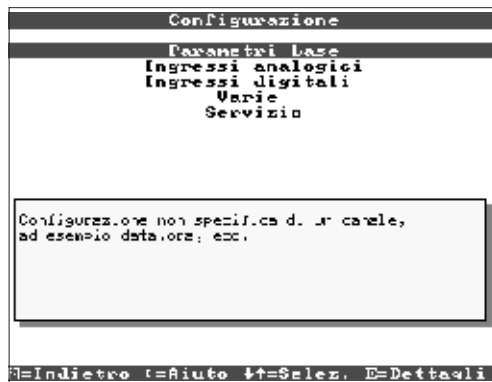 Configurazione
Parametri base
Ingressi analogici
Ingressi digitali
Varie
Servizio
Configurazione non specifica di un canale,
ad esempio data,ora, ecc.
=Indietro =Aiuto ↓↑=Selez. E=Dettagli